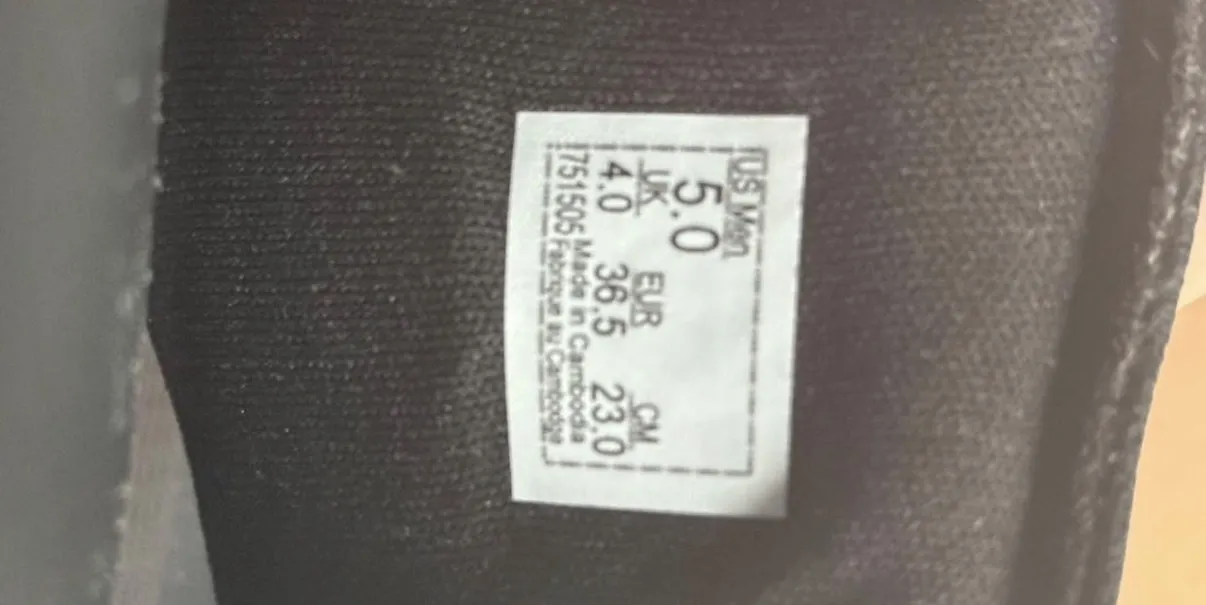 US Men
5.0
UK EUR CM
4.0 36.5 23.0
751505 Made in Cambodia
Fabriqué au Cambodge